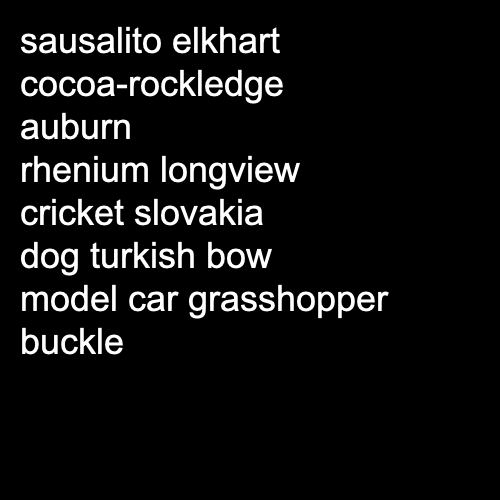 sausalito elkhart
cocoa-rockledge
auburn
rhenium longview
cricket slovakia
dog turkish bow
model car grasshopper
buckle